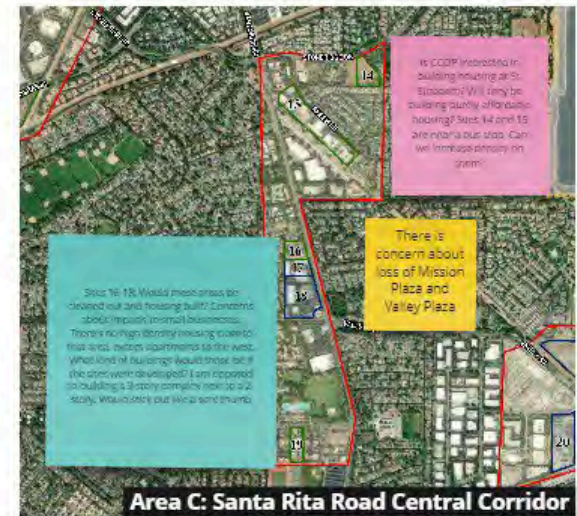 14
Is CCOP interesting in
building housing at St.
Elizabeth? Will they be
building purely affordable
housing? Sites 14 and 15
are near a bus stop. Can
we increase density on
them?
15
There is
concern about
loss of Mission
Plaza and
Valley Plaza
16
17
18
Sites 16-18: Would these areas be
cleared out and housing built? Concerns
about impacts to small businesses.
There's no high density housing close to
that area, except apartments to the west.
What kind of buildings would those be if
the sites were developed? I am opposed
to building a 3-story complex next to a 2-
story. Would stick out like a sore thumb.
19
20
Area C: Santa Rita Road Central Corridor